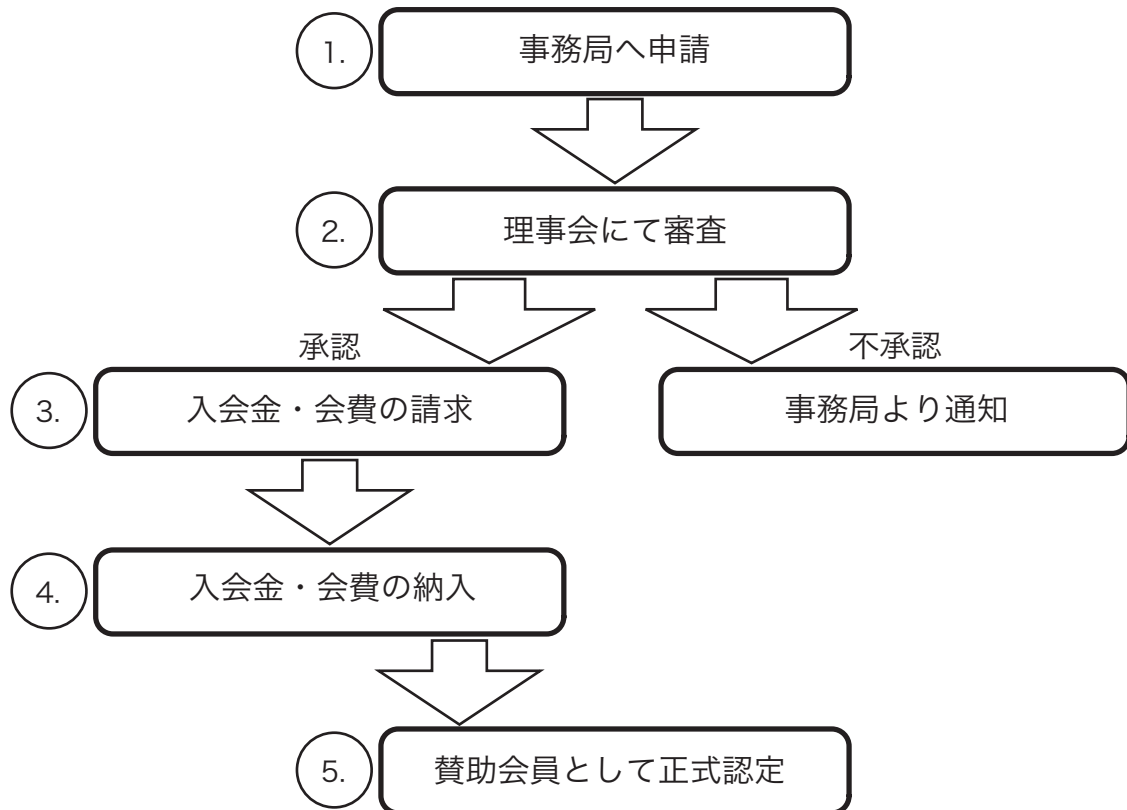 1.
事務局へ申請
2.
理事会にて審査
承認
不承認
3.
入会金・会費の請求
事務局より通知
4.
入会金・会費の納入
5.
賛助会員として正式認定